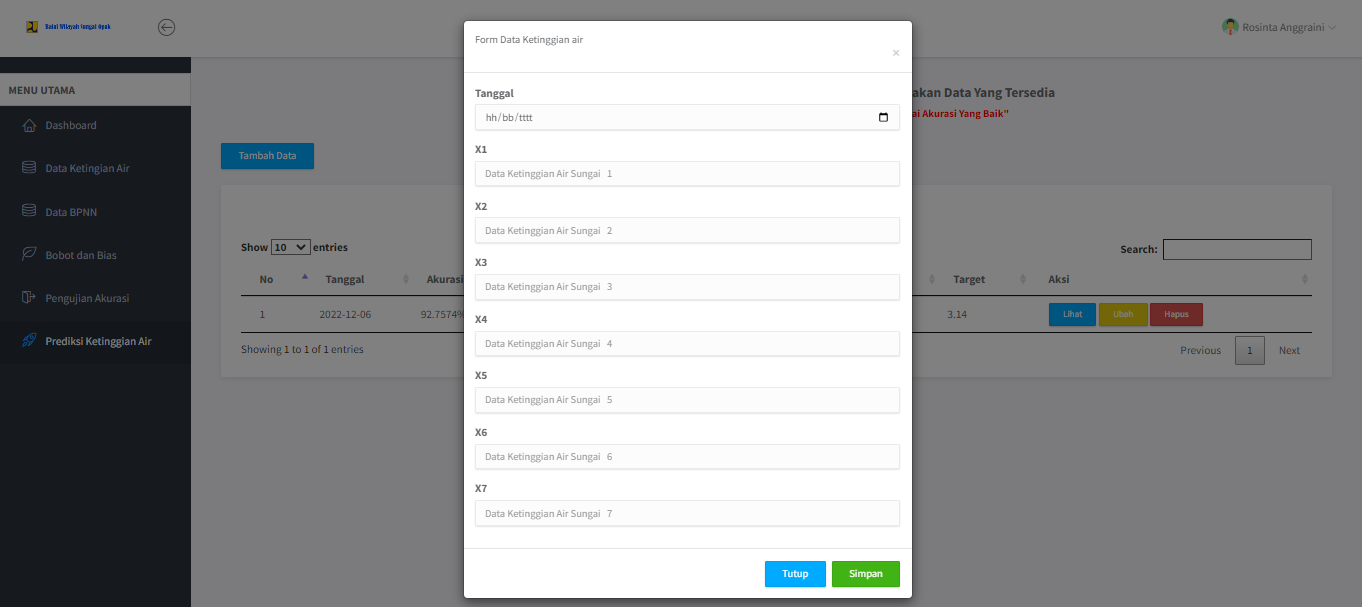 Balai Wilayah Sungai Opak
Rosinta Anggraini
MENU UTAMA
Dashboard
Data Ketingian Air
Data BPNN
Bobot dan Bias
Pengujian Akurasi
Prediksi Ketinggian Air
akan Data Yang Tersedia
ai Akurasi Yang Baik"
Tambah Data
Show 10 entries
Search:
No Tanggal Akurasi Target Aksi
1 2022-12-06 92.7574% 3.14 Lihat Ubah Hapus
Showing 1 to 1 of 1 entries
Previous 1 Next
Form Data Ketinggian air
×
Tanggal
hh/bb/tttt
X1
Data Ketinggian Air Sungai 1
X2
Data Ketinggian Air Sungai 2
X3
Data Ketinggian Air Sungai 3
X4
Data Ketinggian Air Sungai 4
X5
Data Ketinggian Air Sungai 5
X6
Data Ketinggian Air Sungai 6
X7
Data Ketinggian Air Sungai 7
Tutup Simpan